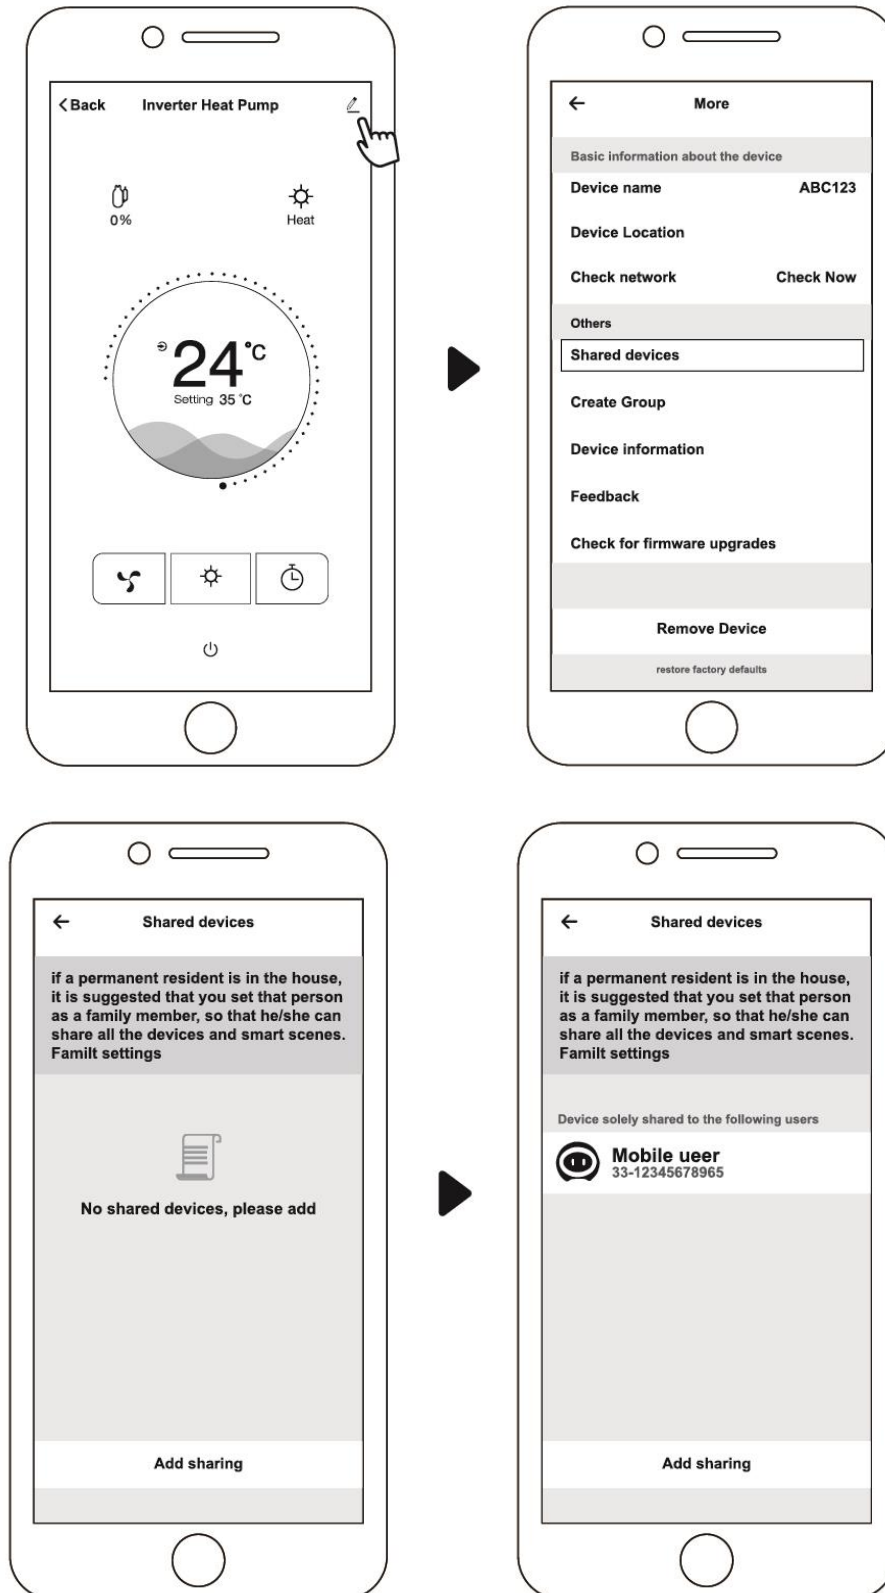 Back
Inverter Heat Pump
0%
Heat
24°C
Setting 35 °C
More
Basic information about the device
Device name ABC123
Device Location
Check network Check Now
Others
Shared devices
Create Group
Device information
Feedback
Check for firmware upgrades
Remove Device
restore factory defaults
Shared devices
if a permanent resident is in the house,
it is suggested that you set that person
as a family member, so that he/she can
share all the devices and smart scenes.
Familt settings
No shared devices, please add
Add sharing
Shared devices
if a permanent resident is in the house,
it is suggested that you set that person
as a family member, so that he/she can
share all the devices and smart scenes.
Familt settings
Device solely shared to the following users
Mobile ueer
33-12345678965
Add sharing